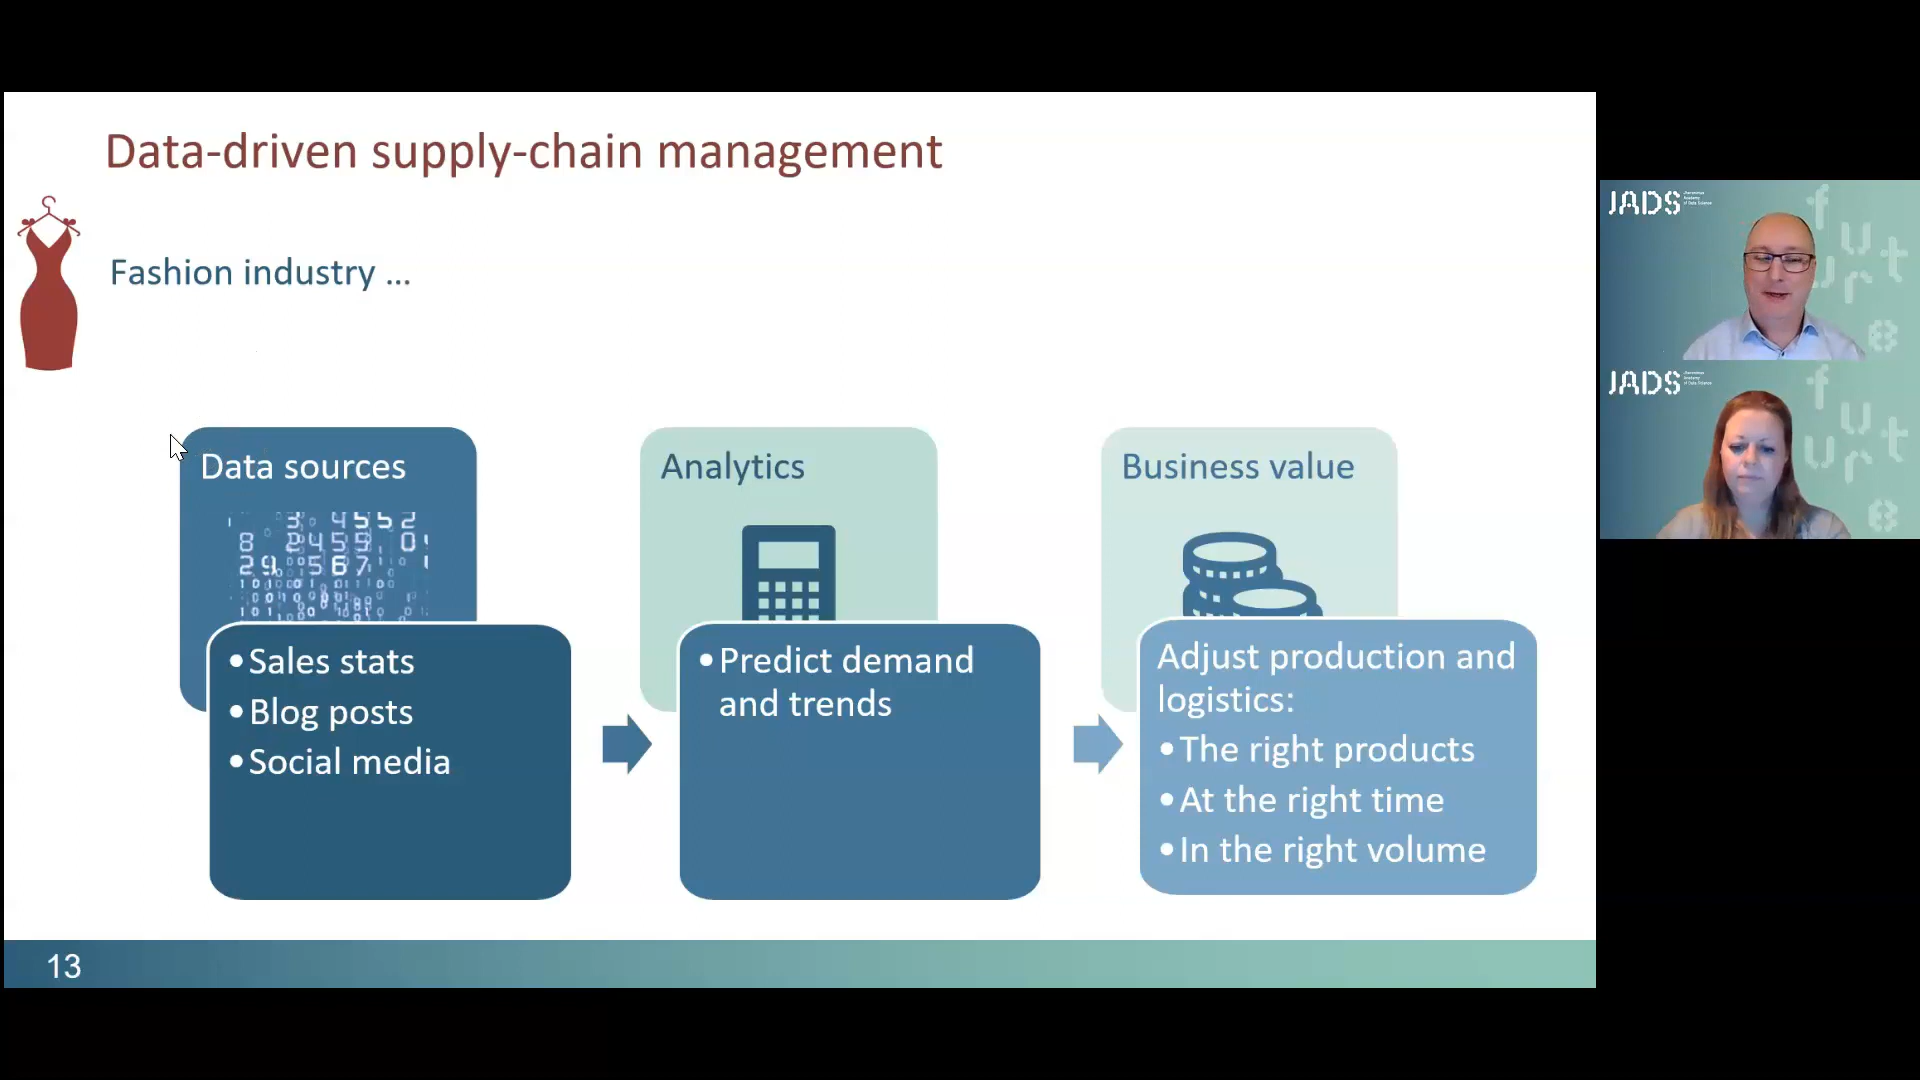 Data-driven supply-chain management
Fashion industry ...
Data sources
•Sales stats
•Blog posts
•Social media
Analytics
•Predict demand
and trends
Business value
Adjust production and
logistics:
•The right products
•At the right time
•In the right volume
13
JADS
JADS